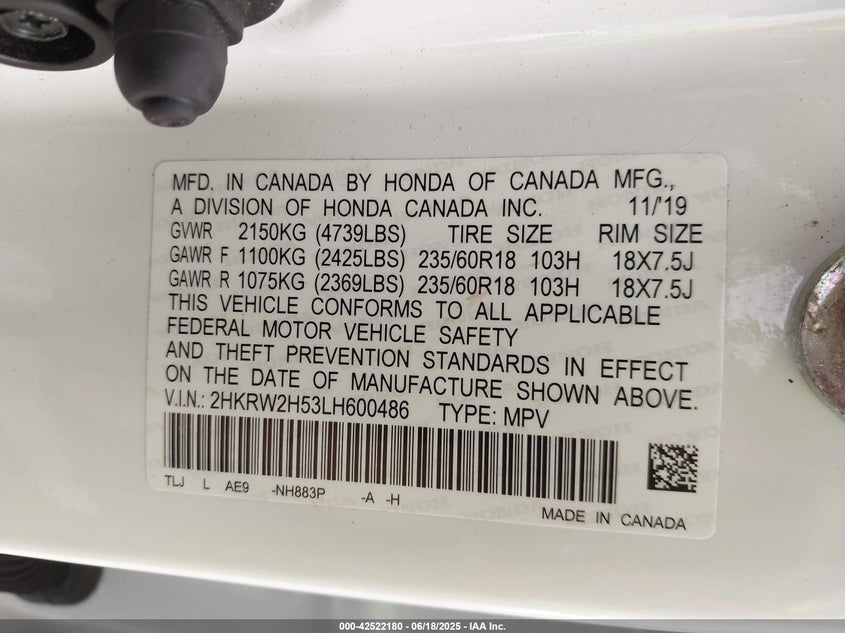 MFD. IN CANADA BY HONDA OF CANADA MFG.,
A DIVISION OF HONDA CANADA INC. 11/'19
GVWR 2150KG (4739LBS) TIRE SIZE RIM SIZE
GAWR F 1100KG (2425LBS) 235/60R18 103H 18X7.5J
GAWR R 1075KG (2369LBS) 235/60R18 103H 18X7.5J
THIS VEHICLE CONFORMS TO ALL APPLICABLE
FEDERAL MOTOR VEHICLE SAFETY
AND THEFT PREVENTION STANDARDS IN EFFECT
ON THE DATE OF MANUFACTURE SHOWN ABOVE.
V.I.N.: 2HKRW2H53LH600486 TYPE: MPV
TLJ L AE9 -NH883P -A -H
MADE IN CANADA
000-42522180 - 06/18/2025 - IAA Inc.